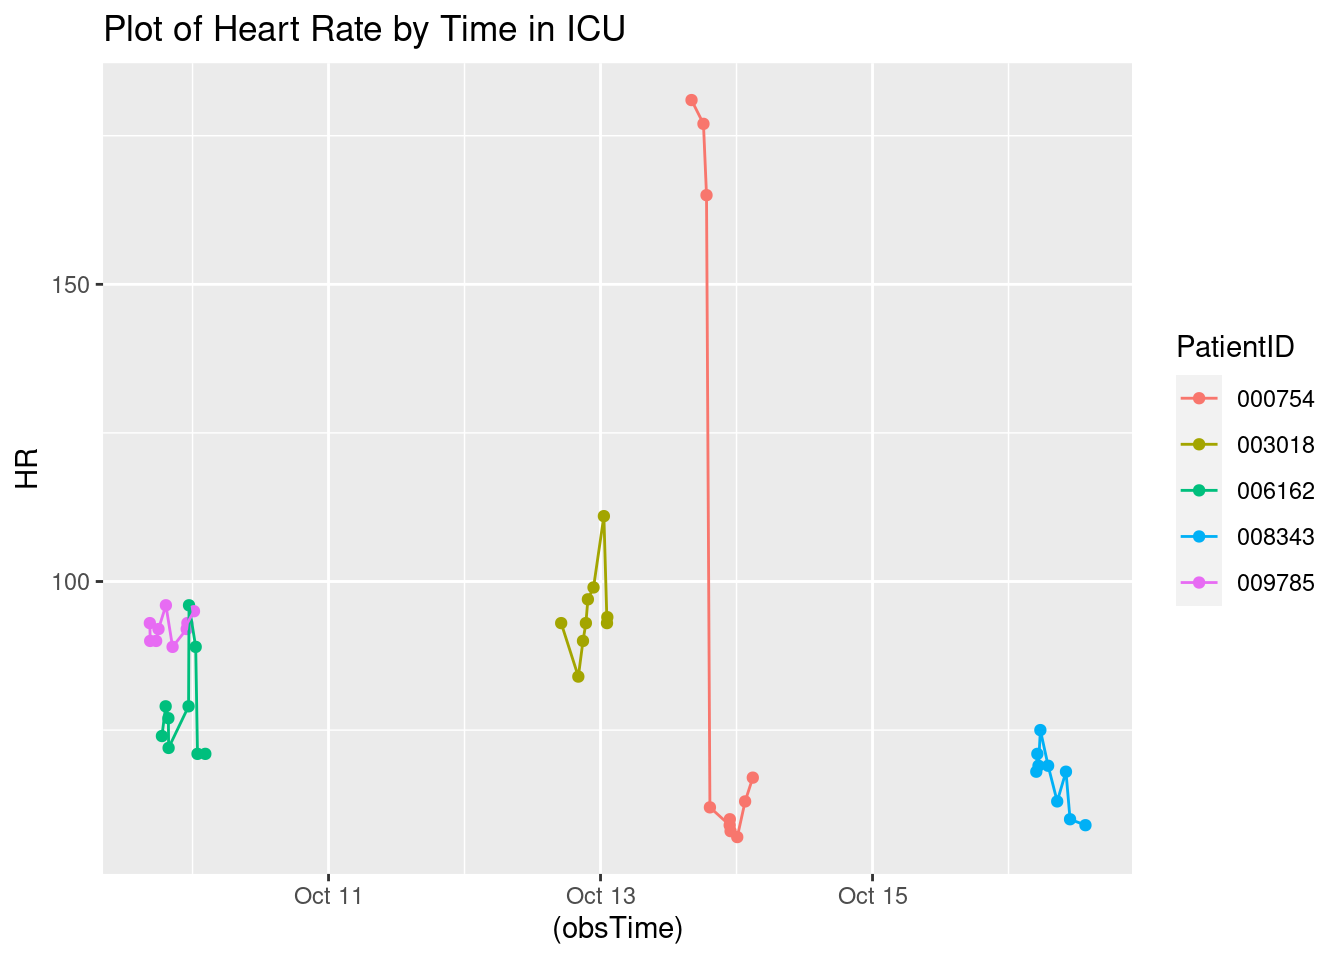 Plot of Heart Rate by Time in ICU
150
100
HR
Oct 11
Oct 13
Oct 15
(obsTime)
PatientID
000754
003018
006162
008343
009785